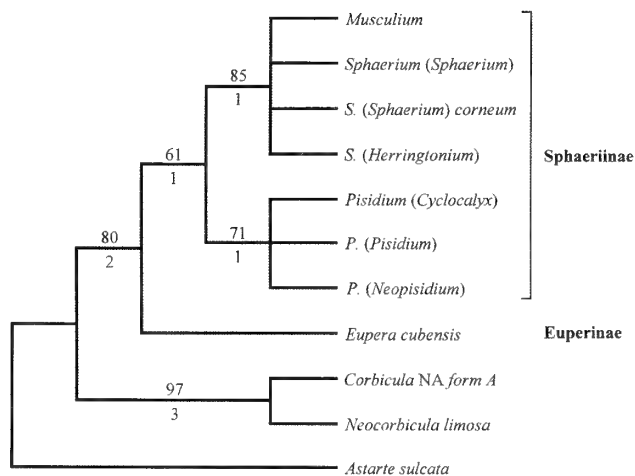 Musculium
Sphaerium (Sphaerium)
85
1
S. (Sphaerium) corneum
S. (Herringtonium)
Sphaeriinae
61
1
Pisidium (Cyclocalyx)
71
1
P. (Pisidium)
P. (Neopisidium)
80
2
Eupera cubensis
Euperinae
Corbicula NA form A
97
3
Neocorbicula limosa
Astarte sulcata